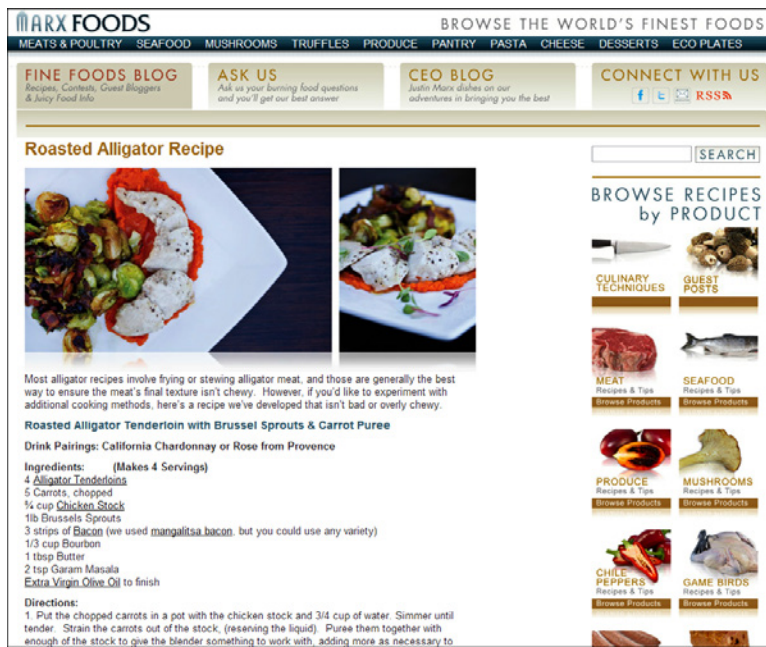 MARX FOODS
BROWSE THE WORLD'S FINEST FOODS
MEATS & POULTRY SEAFOOD MUSHROOMS TRUFFLES PRODUCE PANTRY PASTA CHEESE DESSERTS ECO PLATES
FINE FOODS BLOG
Recipes, Contests, Guest Bloggers
& Juicy Food Info
ASK US
Ask us your burning food questions
and you'll get our best answer
CEO BLOG
Justin Marx dishes on our
adventures in bringing you the best
CONNECT WITH US
RSS
Roasted Alligator Recipe
Most alligator recipes involve frying or stewing alligator meat, and those are generally the best
way to ensure the meat's final texture isn't chewy. However, if you'd like to experiment with
additional cooking methods, here's a recipe we've developed that isn't bad or overly chewy.
Roasted Alligator Tenderloin with Brussel Sprouts & Carrot Puree
Drink Pairings: California Chardonnay or Rose from Provence
Ingredients: (Makes 4 Servings)
4 Alligator Tenderloins
5 Carrots, chopped
¾ cup Chicken Stock
1lb Brussels Sprouts
3 strips of Bacon (we used mangalitsa bacon, but you could use any variety)
1/3 cup Bourbon
1 tbsp Butter
2 tsp Garam Masala
Extra Virgin Olive Oil to finish
Directions:
1. Put the chopped carrots in a pot with the chicken stock and 3/4 cup of water. Simmer until
tender. Strain the carrots out of the stock, (reserving the liquid). Puree them together with
enough of the stock to give the blender something to work with, adding more as necessary to
SEARCH
BROWSE RECIPES
by PRODUCT
CULINARY
TECHNIQUES
GUEST
POSTS
MEAT
Recipes & Tips
Browse Products
SEAFOOD
Recipes & Tips
Browse Products
PRODUCE
Recipes & Tips
Browse Products
MUSHROOMS
Recipes & Tips
Browse Products
CHILE
PEPPERS
Recipes & Tips
Browse Products
GAME BIRDS
Recipes & Tips
Browse Products